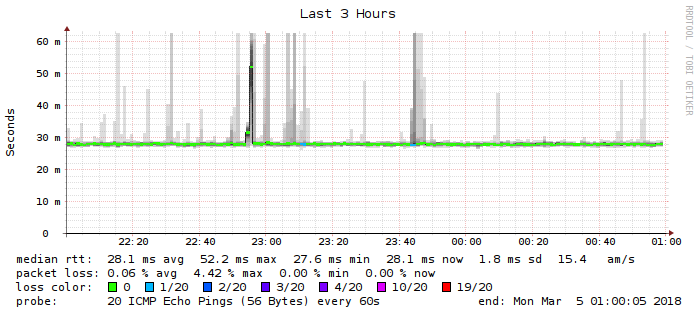 Last 3 Hours
RRDTOOL / TOBI OETIKER
Seconds
60 m
50 m
40 m
30 m
20 m
10 m
0
22:20 22:40 23:00 23:20 23:40 00:00 00:20 00:40 01:00
median rtt: 28.1 ms avg 52.2 ms max 27.6 ms min 28.1 ms now 1.8 ms sd 15.4 am/s
packet loss: 0.06 % avg 4.42 % max 0.00 % min 0.00 % now
loss color: 0 1/20 2/20 3/20 4/20 10/20 19/20
probe: 20 ICMP Echo Pings (56 Bytes) every 60s end: Mon Mar 5 01:00:05 2018